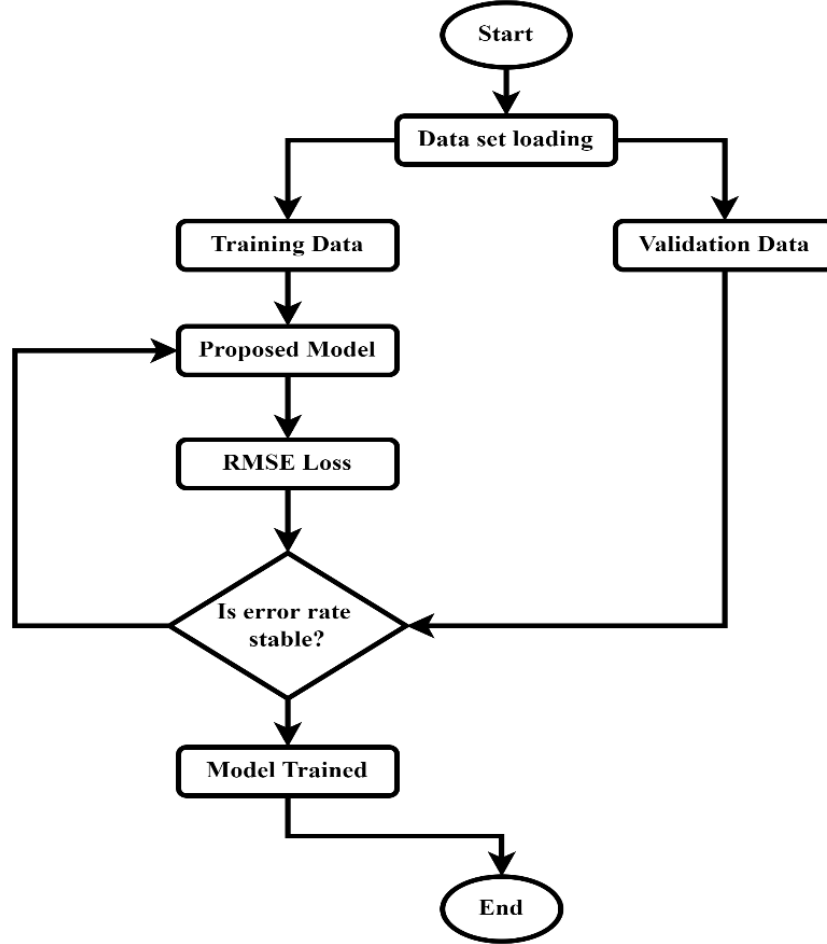 Start
Data set loading
Training Data
Validation Data
Proposed Model
RMSE Loss
Is error rate
stable?
Model Trained
End